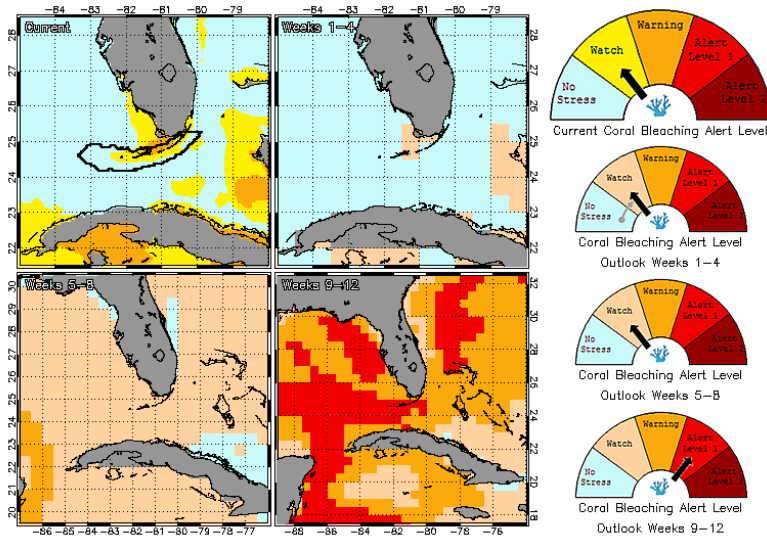 −84 −83 −82 −81 −80 −79
−84 −83 −82 −81 −80 −79
Current
Weeks 1−4
28
27
26
25
24
23
22
28
27
26
25
24
23
22
No Stress
Watch
Warning
Alert Level 1
Alert Level 2
Current Coral Bleaching Alert Level
No Stress
Watch
Warning
Alert Level 1
Alert Level 2
Coral Bleaching Alert Level
Outlook Weeks 1−4
Weeks 5−8
Weeks 9−12
30
29
28
27
26
25
24
23
22
21
20
32
30
28
26
24
22
20
18
−86 −85 −84 −83 −82 −81 −80 −79 −78 −77
−88 −86 −84 −82 −80 −78 −76
No Stress
Watch
Warning
Alert Level 1
Alert Level 2
Coral Bleaching Alert Level
Outlook Weeks 5−8
No Stress
Watch
Warning
Alert Level 1
Alert Level 2
Coral Bleaching Alert Level
Outlook Weeks 9−12